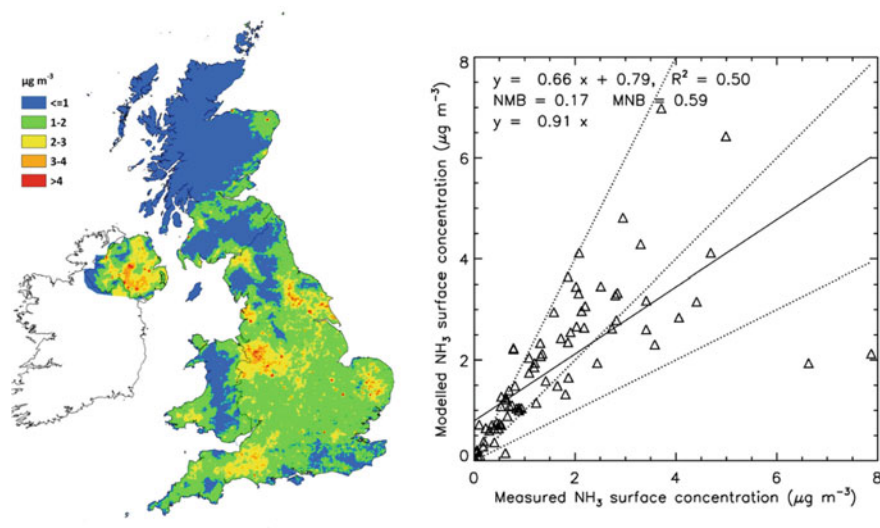 µg m⁻³
<=1
1-2
2-3
3-4
>4
y = 0.66 x + 0.79, R² = 0.50
NMB = 0.17 MNB = 0.59
y = 0.91 x
Modelled NH₃ surface concentration (µg m⁻³)
8
6
4
2
0
0 2 4 6 8
Measured NH₃ surface concentration (µg m⁻³)